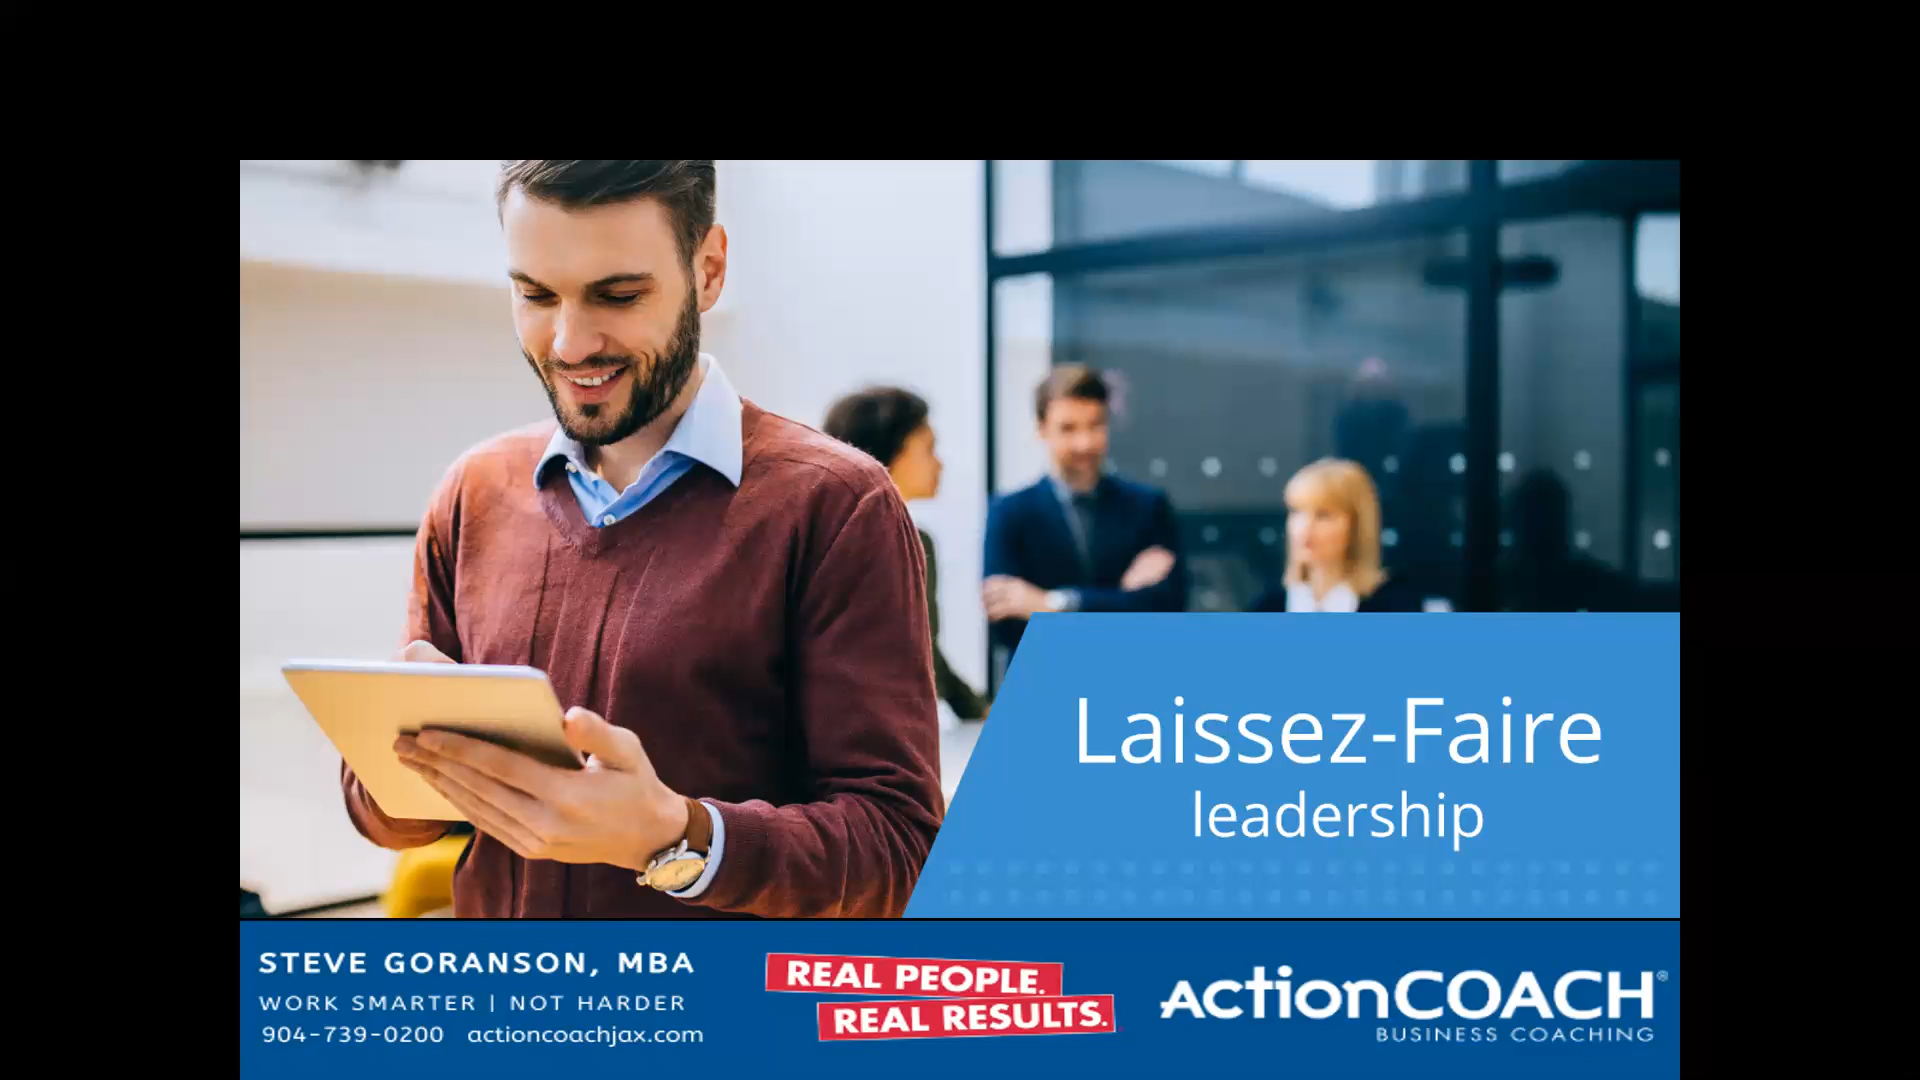 Laissez-Faire
leadership
STEVE GORANSON, MBA
WORK SMARTER | NOT HARDER
904-739-0200 actioncoachjax.com
REAL PEOPLE.
REAL RESULTS.
ActionCOACH®
BUSINESS COACHING